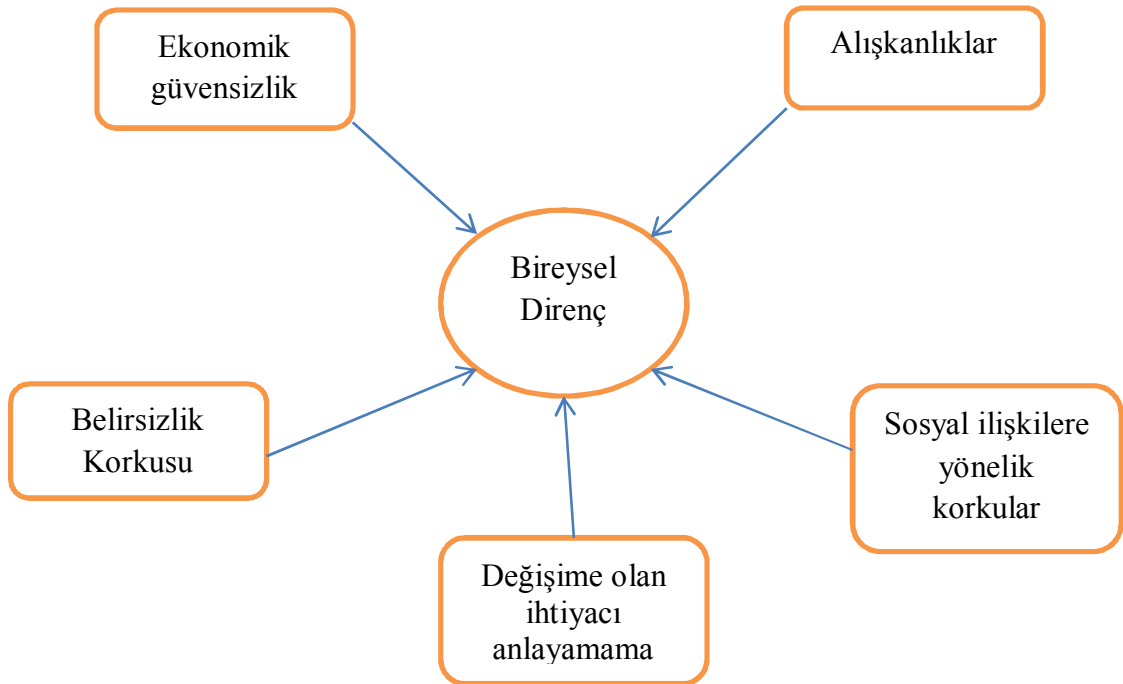 Ekonomik
güvensizlik
Alışkanlıklar
Bireysel
Direnç
Belirsizlik
Korkusu
Sosyal ilişkilere
yönelik
korkular
Değişime olan
ihtiyacı
anlayamama